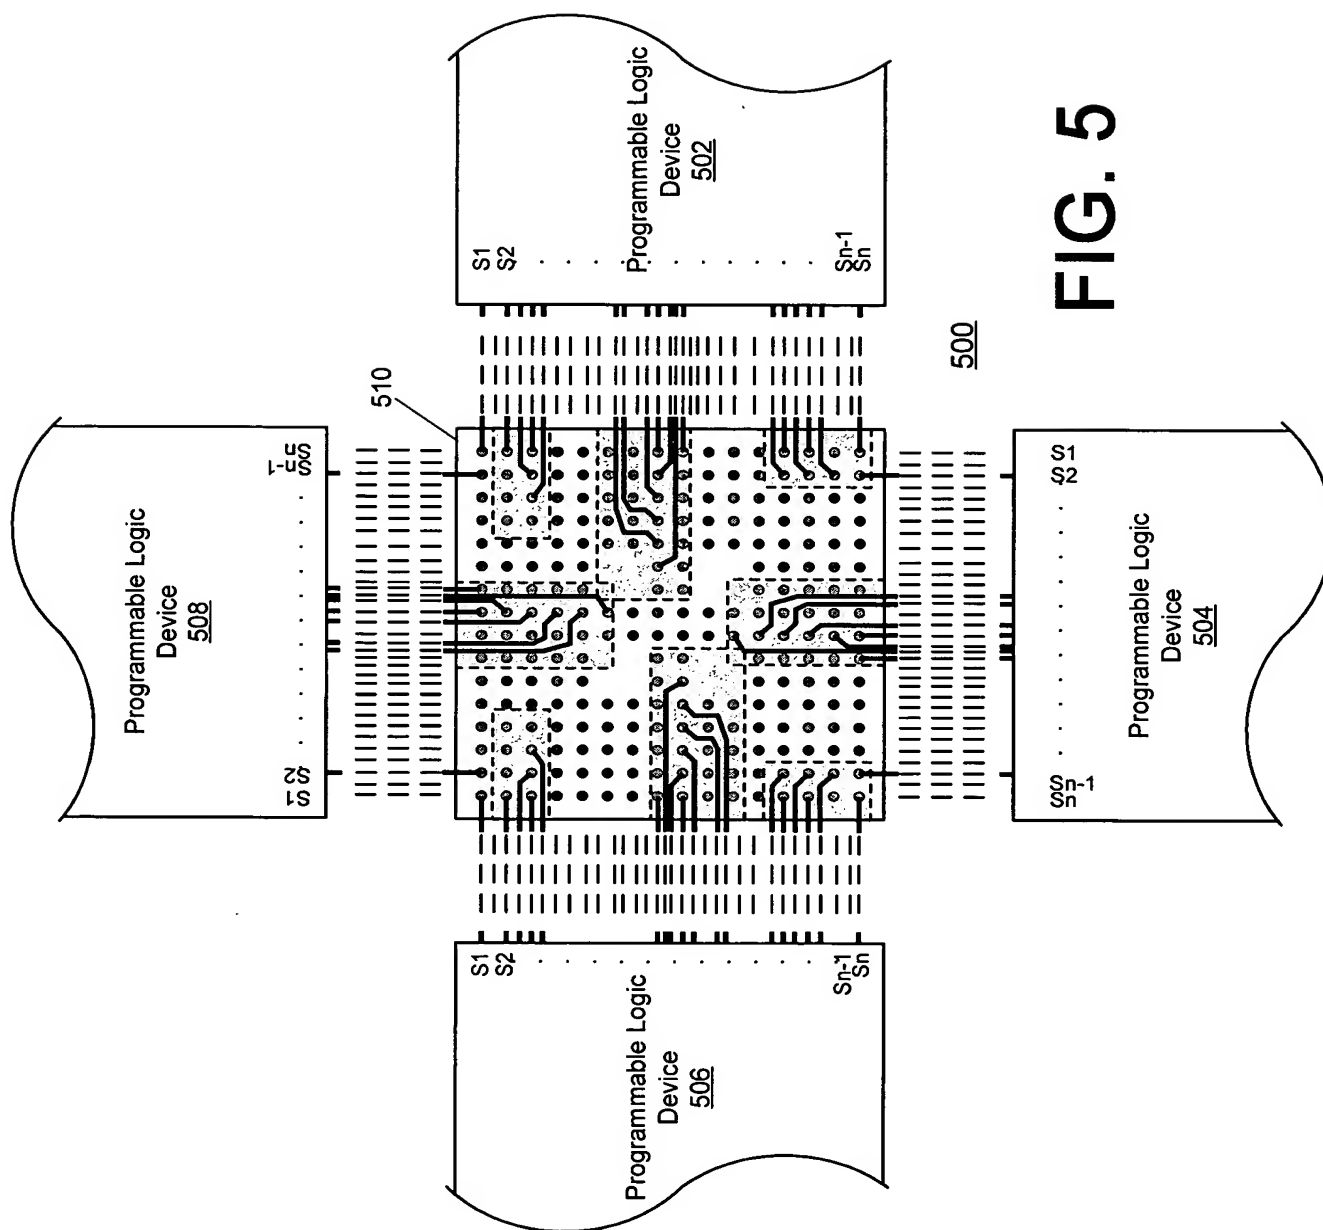 Programmable Logic
Device
508
S1
S2
Sn-1
Sn
510
Programmable Logic
Device
502
S1
S2
Sn-1
Sn
Programmable Logic
Device
506
S1
S2
Sn-1
Sn
Programmable Logic
Device
504
S1
S2
Sn-1
Sn
500
FIG. 5